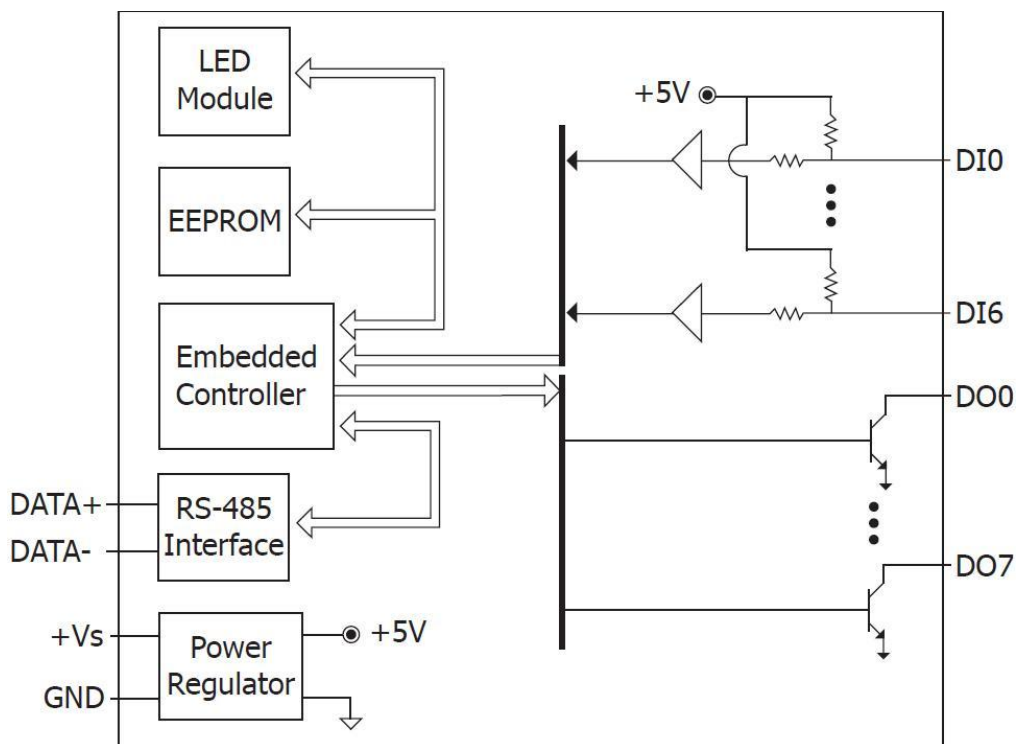 LED
Module
EEPROM
Embedded
Controller
DATA+
DATA-
RS-485
Interface
+Vs
GND
Power
Regulator
+5V
+5V
DI0
DI6
DO0
DO7